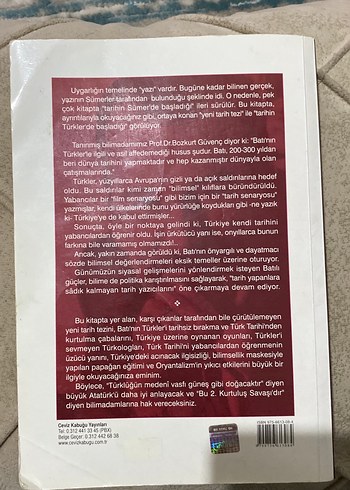 Uygarlığın temelinde "yazı" vardır. Bugüne kadar bilinen gerçek,
yazının Sümerler tarafından bulunduğu şeklinde idi. O nedenle, pek
çok kitapta "tarihin Sümer'de başladığı" ileri sürülür. Bu kitapta,
ayrıntılarıyla okuyacağınız gibi, ortaya konan "yeni tarih tezi" ile "tarihin
Türkler'de başladığı" görülüyor.
Tanınmış bilimadamımız Prof.Dr.Bozkurt Güvenç diyor ki: "Batı'nın
Türkler'le ilgili ve asıl affedemediği husus şudur. Batı, 200-300 yıldan
beri dünya tarihini yapmaktadır ve hep kazanmıştır dünyayla olan
çatışmalarında."
Türkler, yüzyıllarca Avrupa'nın gizli ya da açık saldırılarına hedef
oldu. Bu saldırılar kimi zaman "bilimsel" kılıflara büründürüldü.
Yabancılar bir "film senaryosu" gibi bizim için bir "tarih senaryosu"
yazmışlar, kendi ülkelerinde bunu yürürlüğe koydukları gibi -ne yazık
ki- Türkiye'ye de kabul ettirmişler...
Sonuçta, öyle bir noktaya gelindi ki, Türkiye kendi tarihini
yabancılardan öğrenir oldu. İşin ürkütücü yanı ise, onyıllarca bunun
farkına bile varamamış olmamızdı!...
Ancak, yakın zamanda görüldü ki, Batı'nın önyargılı ve dayatmacı
sözde bilimsel değerlendirmeleri eksik temeller üzerine oturuyor.
Günümüzün siyasal gelişmelerini yönlendirmek isteyen Batılı
güçler, bilime de politika karıştırılmasını sağlayarak, "tarih yapanlara
sâdık kalmayan tarih yazıcılarını" öne çıkarmaya devam ediyor.
Bu kitapta yer alan, karşı çıkanlar tarafından bile çürütülemeyen
yeni tarih tezini, Batı'nın Türkler'i tarihsiz bırakma ve Türk Tarihi'nden
kurtulma çabalarını, Türkiye üzerine oynanan oyunları, Türkler'i
sevmeyen Türkologları, Türk Tarihi'ni yabancılardan öğrenmenin
üzücü yanını, Türkiye'deki acınacak ilgisizliği, bilimsellik maskesiyle
yapılan papağan eğitimi ve Oryantalizm'in yıkıcı etkilerini büyük bir
ilgiyle okuyacağınıza eminim.
Böylece, "Türklüğün medenî vasfı güneş gibi doğacaktır" diyen
büyük Atatürk'ü daha iyi anlayacak ve "Bu 2. Kurtuluş Savaşı'dır"
diyen bilimadamlarına hak vereceksiniz.
Ceviz Kabuğu Yayınları
Tel: 0.312 441 33 45 (PBX)
Belge Geçer: 0.312 442 68 38
www.cevizkabugu.com.tr